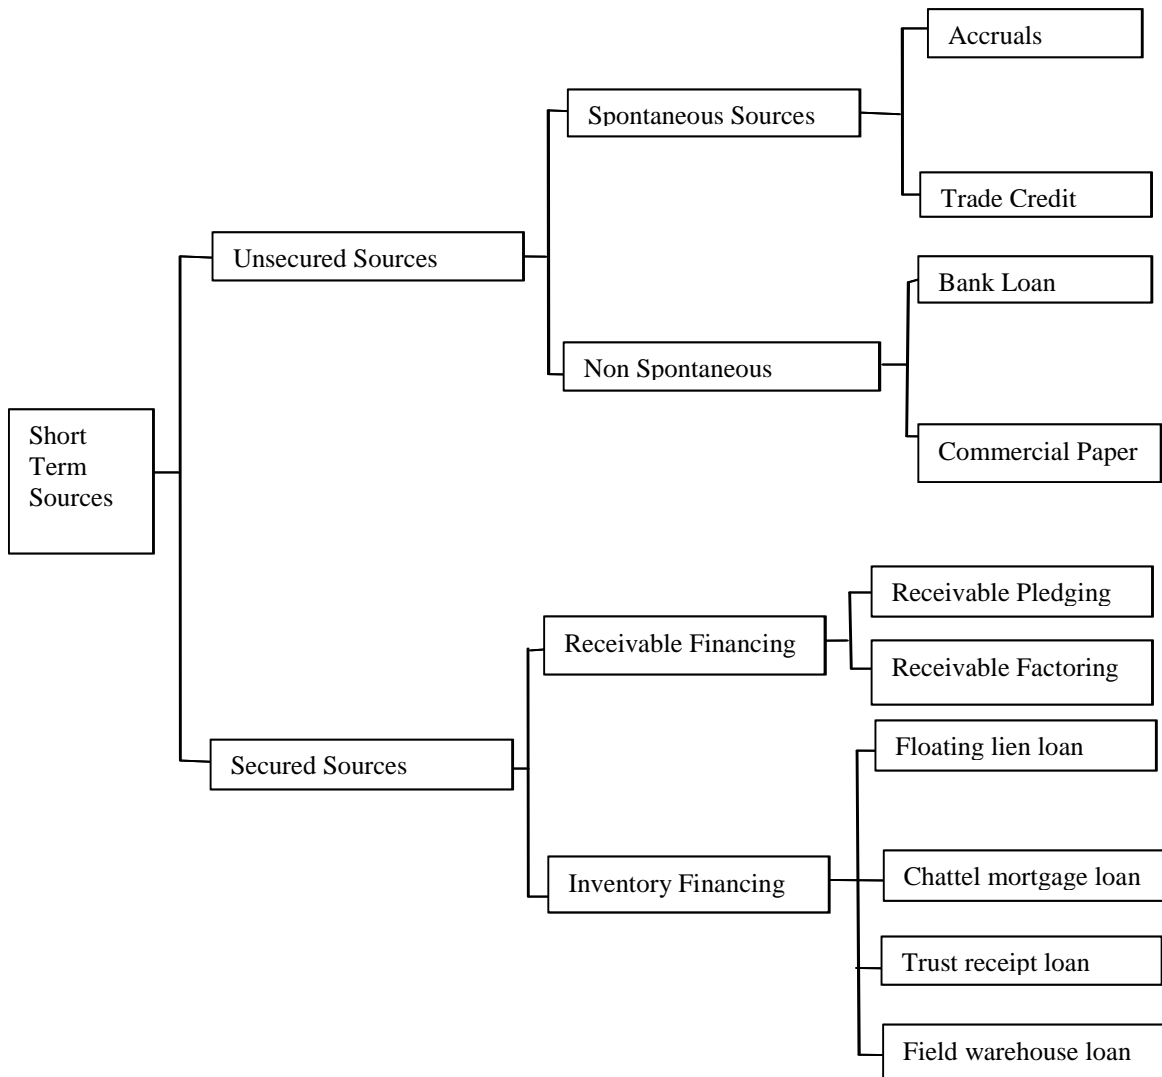 Accruals
Spontaneous Sources
Trade Credit
Unsecured Sources
Bank Loan
Non Spontaneous
Commercial Paper
Short
Term
Sources
Receivable Pledging
Receivable Financing
Receivable Factoring
Secured Sources
Floating lien loan
Inventory Financing
Chattel mortgage loan
Trust receipt loan
Field warehouse loan